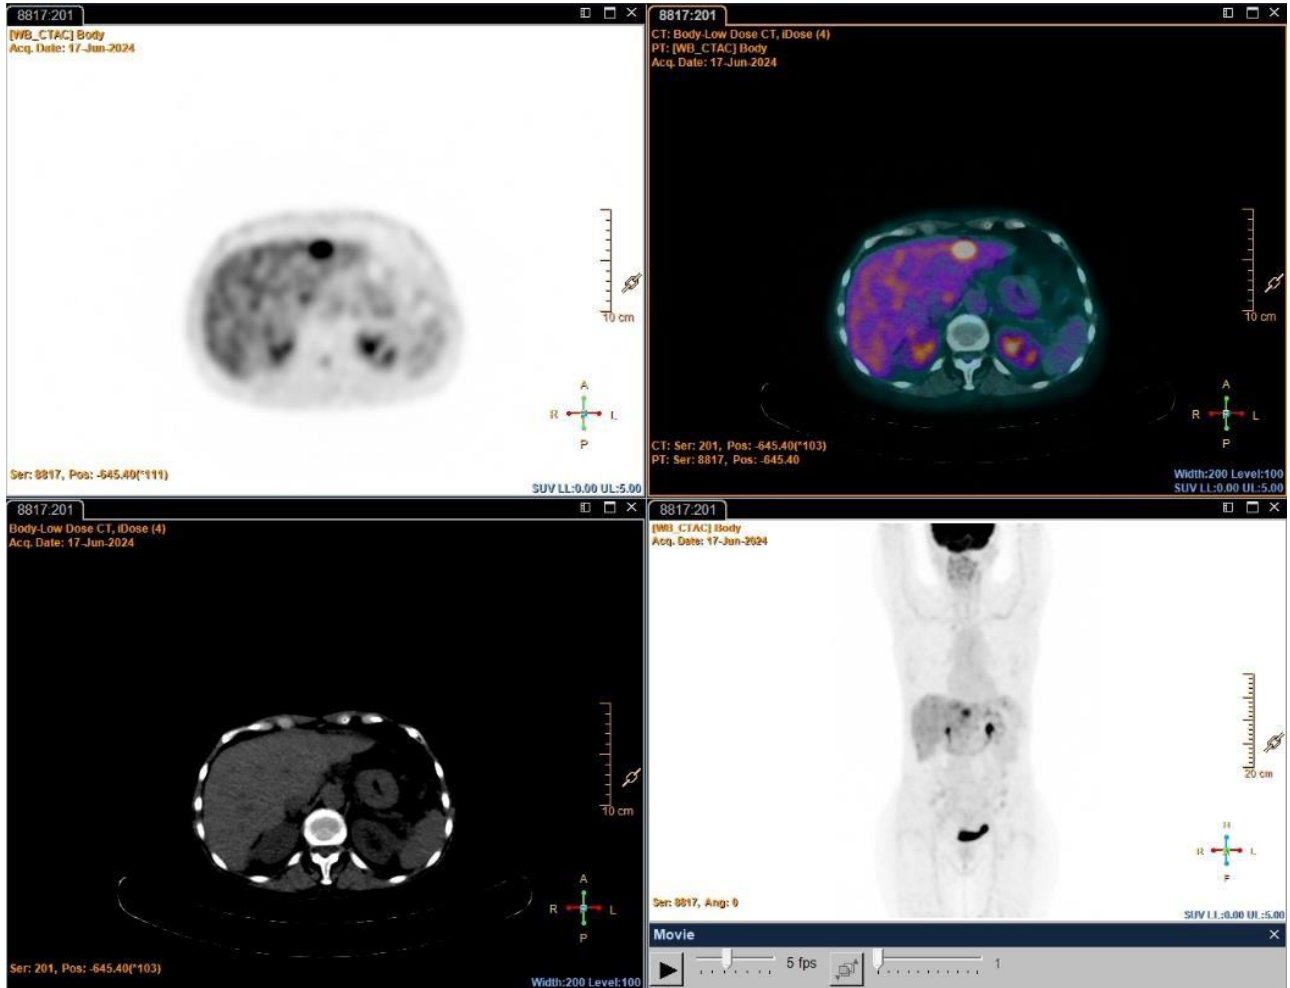 8817:201
[WB_CTAC] Body
Acq. Date: 17-Jun-2024
10 cm
A
R L
P
Ser: 8817, Pos: -645.40(*111)
SUV LL:0.00 UL:5.00
8817:201
CT: Body-Low Dose CT, iDose (4)
PT: [WB_CTAC] Body
Acq. Date: 17-Jun-2024
10 cm
A
R L
P
CT: Ser: 201, Pos: -645.40(*103)
PT: Ser: 8817, Pos: -645.40
Width:200 Level:100
SUV LL:0.00 UL:5.00
8817:201
Body-Low Dose CT, iDose (4)
Acq. Date: 17-Jun-2024
10 cm
A
R L
P
Ser: 201, Pos: -645.40(*103)
Width:200 Level:100
8817:201
[WB_CTAC] Body
Acq. Date: 17-Jun-2024
20 cm
H
R L
F
Ser: 8817, Ang: 0
SUV LL:0.00 UL:5.00
Movie
5 fps
1